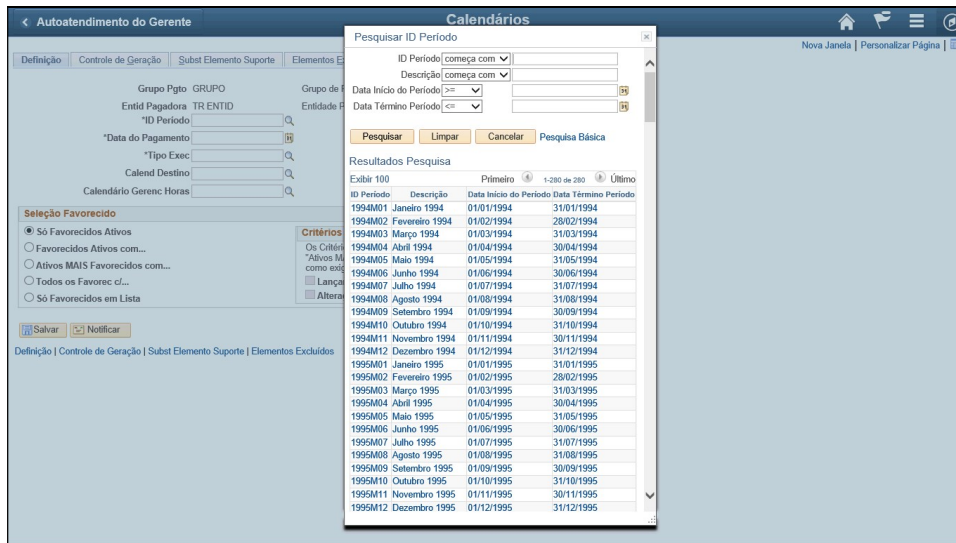 Autoatendimento do Gerente
Calendários
Nova Janela | Personalizar Página |
Definição
Controle de Geração
Subst Elemento Suporte
Elementos E
Grupo Pgto GRUPO
Grupo de
Entid Pagadora TR ENTID
Entidade
*ID Período
*Data do Pagamento
*Tipo Exec
Calend Destino
Calendário Gerenc Horas
Seleção Favorecido
Só Favorecidos Ativos
Favorecidos Ativos com...
Ativos MAIS Favorecidos com...
Todos os Favorec c/...
Só Favorecidos em Lista
Critérios
Os Critéri
"Ativos MA
como exig
Lança
Altera
Salvar
Notificar
Definição | Controle de Geração | Subst Elemento Suporte | Elementos Excluídos
Pesquisar ID Período
ID Período começa com
Descrição começa com
Data Início do Período >=
Data Término Período <=
Pesquisar Limpar Cancelar Pesquisa Básica
Resultados Pesquisa
Exibir 100 Primeiro 1-280 de 280 Último
ID Período Descrição Data Início do Período Data Término Período
1994M01 Janeiro 1994 01/01/1994 31/01/1994
1994M02 Fevereiro 1994 01/02/1994 28/02/1994
1994M03 Março 1994 01/03/1994 31/03/1994
1994M04 Abril 1994 01/04/1994 30/04/1994
1994M05 Maio 1994 01/05/1994 31/05/1994
1994M06 Junho 1994 01/06/1994 30/06/1994
1994M07 Julho 1994 01/07/1994 31/07/1994
1994M08 Agosto 1994 01/08/1994 31/08/1994
1994M09 Setembro 1994 01/09/1994 30/09/1994
1994M10 Outubro 1994 01/10/1994 31/10/1994
1994M11 Novembro 1994 01/11/1994 30/11/1994
1994M12 Dezembro 1994 01/12/1994 31/12/1994
1995M01 Janeiro 1995 01/01/1995 31/01/1995
1995M02 Fevereiro 1995 01/02/1995 28/02/1995
1995M03 Março 1995 01/03/1995 31/03/1995
1995M04 Abril 1995 01/04/1995 30/04/1995
1995M05 Maio 1995 01/05/1995 31/05/1995
1995M06 Junho 1995 01/06/1995 30/06/1995
1995M07 Julho 1995 01/07/1995 31/07/1995
1995M08 Agosto 1995 01/08/1995 31/08/1995
1995M09 Setembro 1995 01/09/1995 30/09/1995
1995M10 Outubro 1995 01/10/1995 31/10/1995
1995M11 Novembro 1995 01/11/1995 30/11/1995
1995M12 Dezembro 1995 01/12/1995 31/12/1995